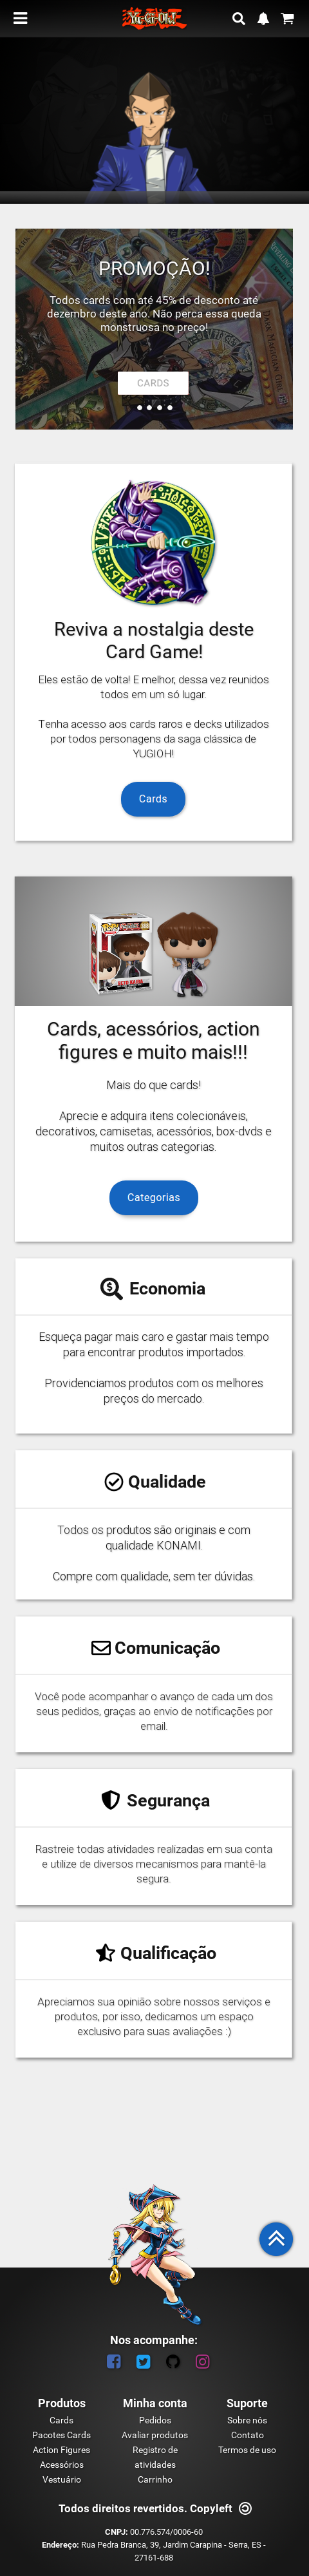 Yu-Gi-Oh!
PROMOÇÃO!
Todos cards com até 45% de desconto até
dezembro deste ano. Não perca essa queda
monstruosa no preço!
CARDS
Reviva a nostalgia deste
Card Game!
Eles estão de volta! E melhor, dessa vez reunidos
todos em um só lugar.
Tenha acesso aos cards raros e decks utilizados
por todos personagens da saga clássica de
YUGIOH!
Cards
SETO KAIBA
Cards, acessórios, action
figures e muito mais!!!
Mais do que cards!
Aprecie e adquira itens colecionáveis,
decorativos, camisetas, acessórios, box-dvds e
muitos outras categorias.
Categorias
Economia
Esqueça pagar mais caro e gastar mais tempo
para encontrar produtos importados.
Providenciamos produtos com os melhores
preços do mercado.
Qualidade
Todos os produtos são originais e com
qualidade KONAMI.
Compre com qualidade, sem ter dúvidas.
Comunicação
Você pode acompanhar o avanço de cada um dos
seus pedidos, graças ao envio de notificações por
email.
Segurança
Rastreie todas atividades realizadas em sua conta
e utilize de diversos mecanismos para mantê-la
segura.
Qualificação
Apreciamos sua opinião sobre nossos serviços e
produtos, por isso, dedicamos um espaço
exclusivo para suas avaliações :)
Nos acompanhe:
Produtos
Cards
Pacotes Cards
Action Figures
Acessórios
Vestuário
Minha conta
Pedidos
Avaliar produtos
Registro de
atividades
Carrinho
Suporte
Sobre nós
Contato
Termos de uso
Todos direitos revertidos. Copyleft
CNPJ: 00.776.574/0006-60
Endereço: Rua Pedra Branca, 39, Jardim Carapina - Serra, ES -
27161-688